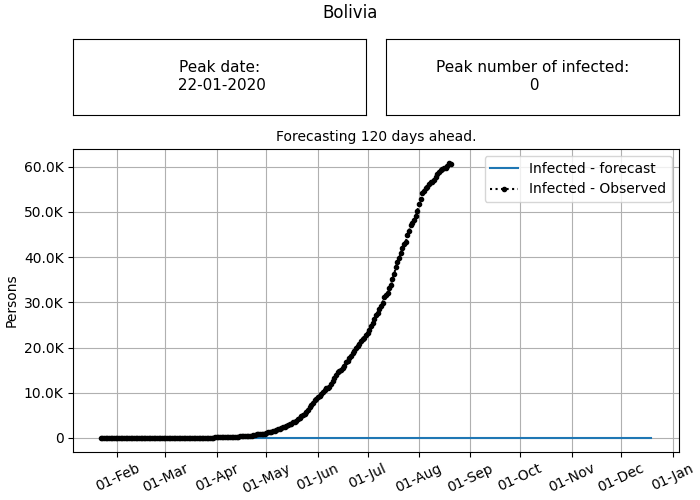 Bolivia
Peak date:
22-01-2020
Peak number of infected:
0
Forecasting 120 days ahead.
Infected - forecast
Infected - Observed
Persons
60.0K
50.0K
40.0K
30.0K
20.0K
10.0K
0
01-Feb
01-Mar
01-Apr
01-May
01-Jun
01-Jul
01-Aug
01-Sep
01-Oct
01-Nov
01-Dec
01-Jan